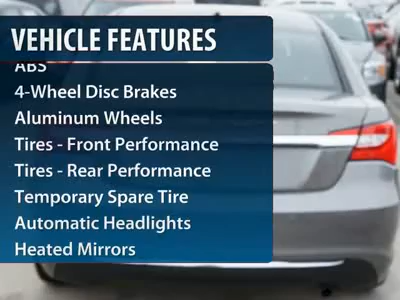 VEHICLE FEATURES
ABS
4-Wheel Disc Brakes
Aluminum Wheels
Tires - Front Performance
Tires - Rear Performance
Temporary Spare Tire
Automatic Headlights
Heated Mirrors